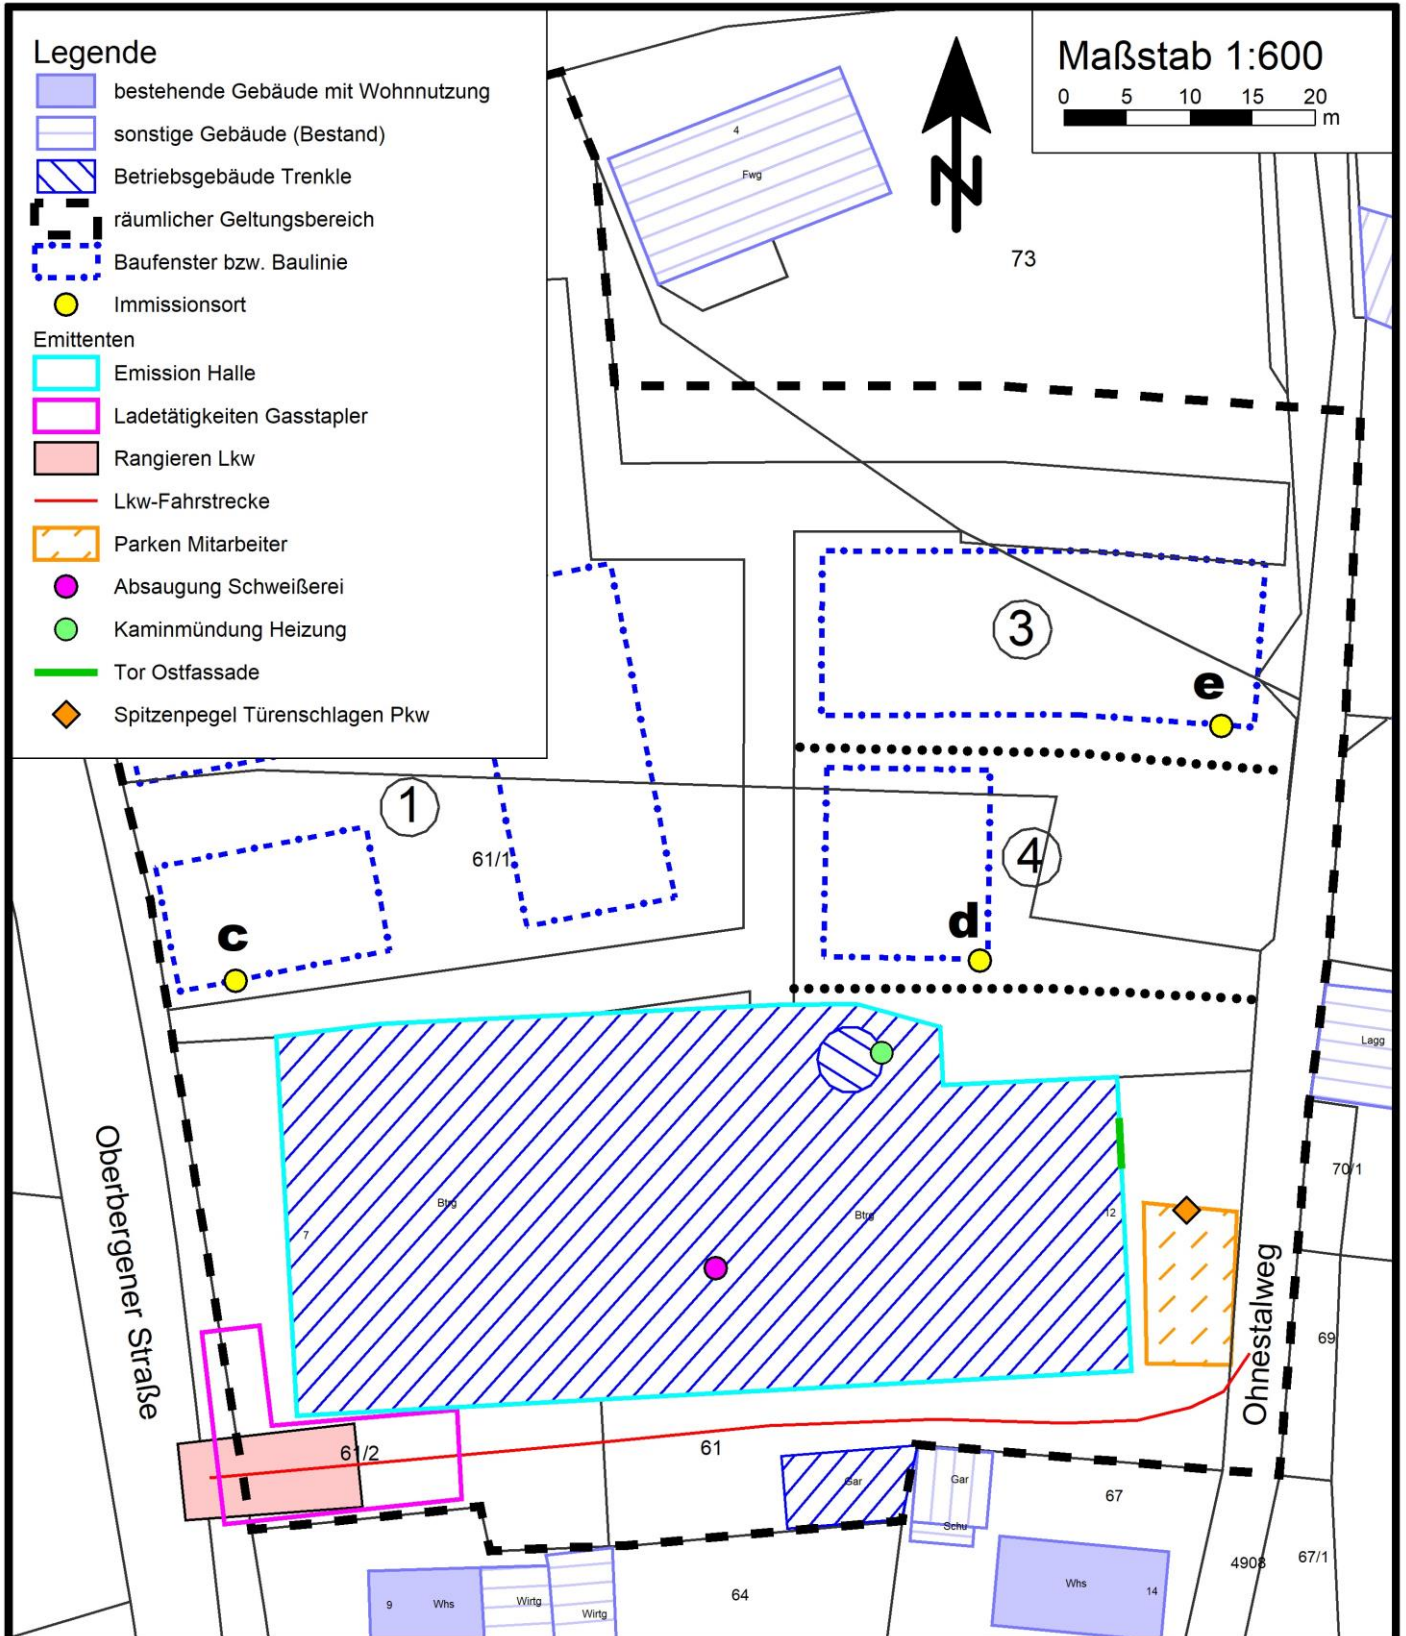 Legende
bestehende Gebäude mit Wohnnutzung
sonstige Gebäude (Bestand)
Betriebsgebäude Trenkle
räumlicher Geltungsbereich
Baufenster bzw. Baulinie
Immissionsort
Emittenten
Emission Halle
Ladetätigkeiten Gasstapler
Rangieren Lkw
Lkw-Fahrstrecke
Parken Mitarbeiter
Absaugung Schweißerei
Kaminmündung Heizung
Tor Ostfassade
Spitzenpegel Türenschlagen Pkw
Maßstab 1:600
0 5 10 15 20
m
N
4
Fwg
73
3
e
1
61/1
4
c
d
Lagg
Oberbergener Straße
Btrg
7
Btrg
12
70/1
69
Ohnestalweg
61/2
61
Gar
Gar
Schu
67
4908
67/1
9
Whs
Wirtg
Wirtg
64
Whs
14